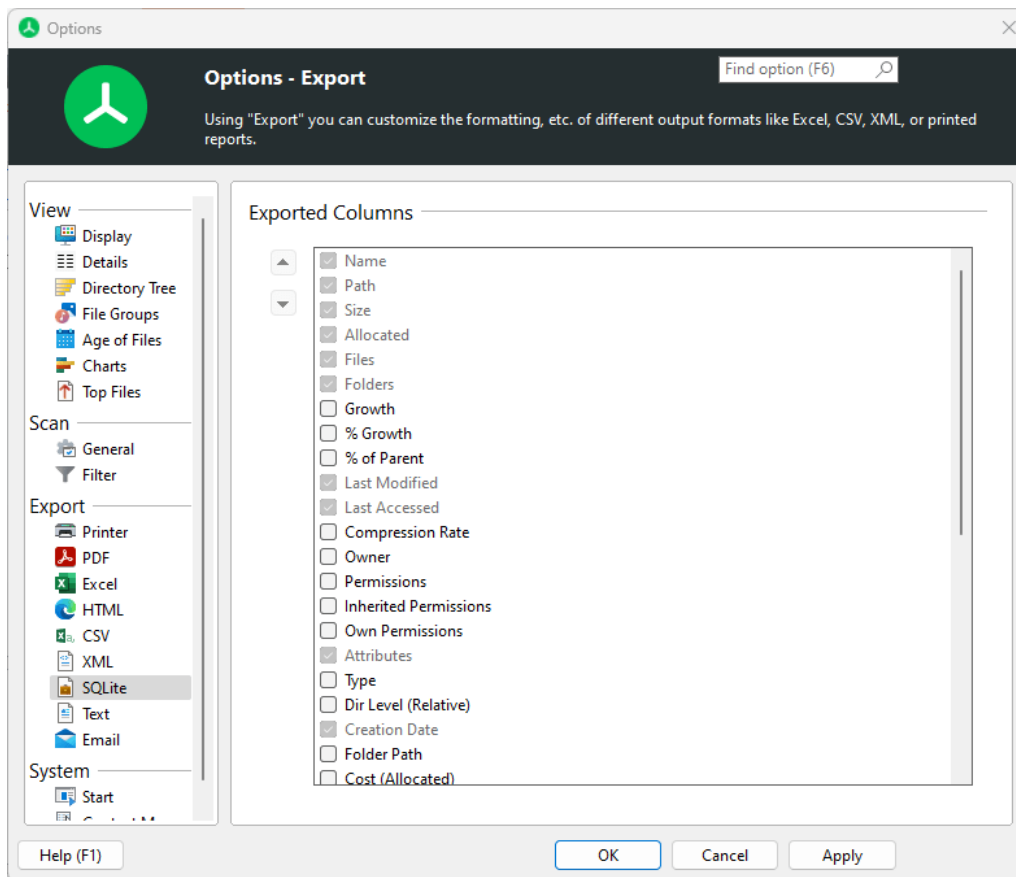 Options
Options - Export
Find option (F6)
Using "Export" you can customize the formatting, etc. of different output formats like Excel, CSV, XML, or printed
reports.
View
Display
Details
Directory Tree
File Groups
Age of Files
Charts
Top Files
Scan
General
Filter
Export
Printer
PDF
Excel
HTML
CSV
XML
SQLite
Text
Email
System
Start
Exported Columns
Name
Path
Size
Allocated
Files
Folders
Growth
% Growth
% of Parent
Last Modified
Last Accessed
Compression Rate
Owner
Permissions
Inherited Permissions
Own Permissions
Attributes
Type
Dir Level (Relative)
Creation Date
Folder Path
Cost (Allocated)
Help (F1)
OK
Cancel
Apply